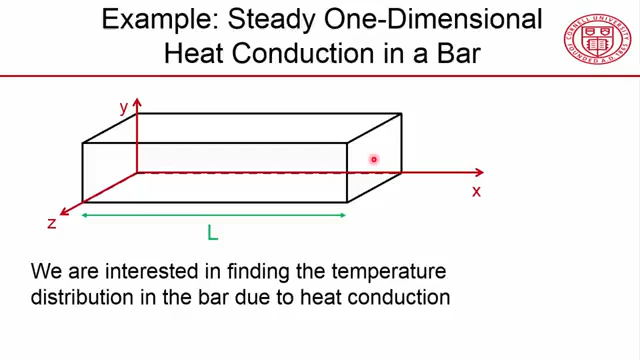 Example: Steady One-Dimensional
Heat Conduction in a Bar
y
x
z
L
We are interested in finding the temperature
distribution in the bar due to heat conduction